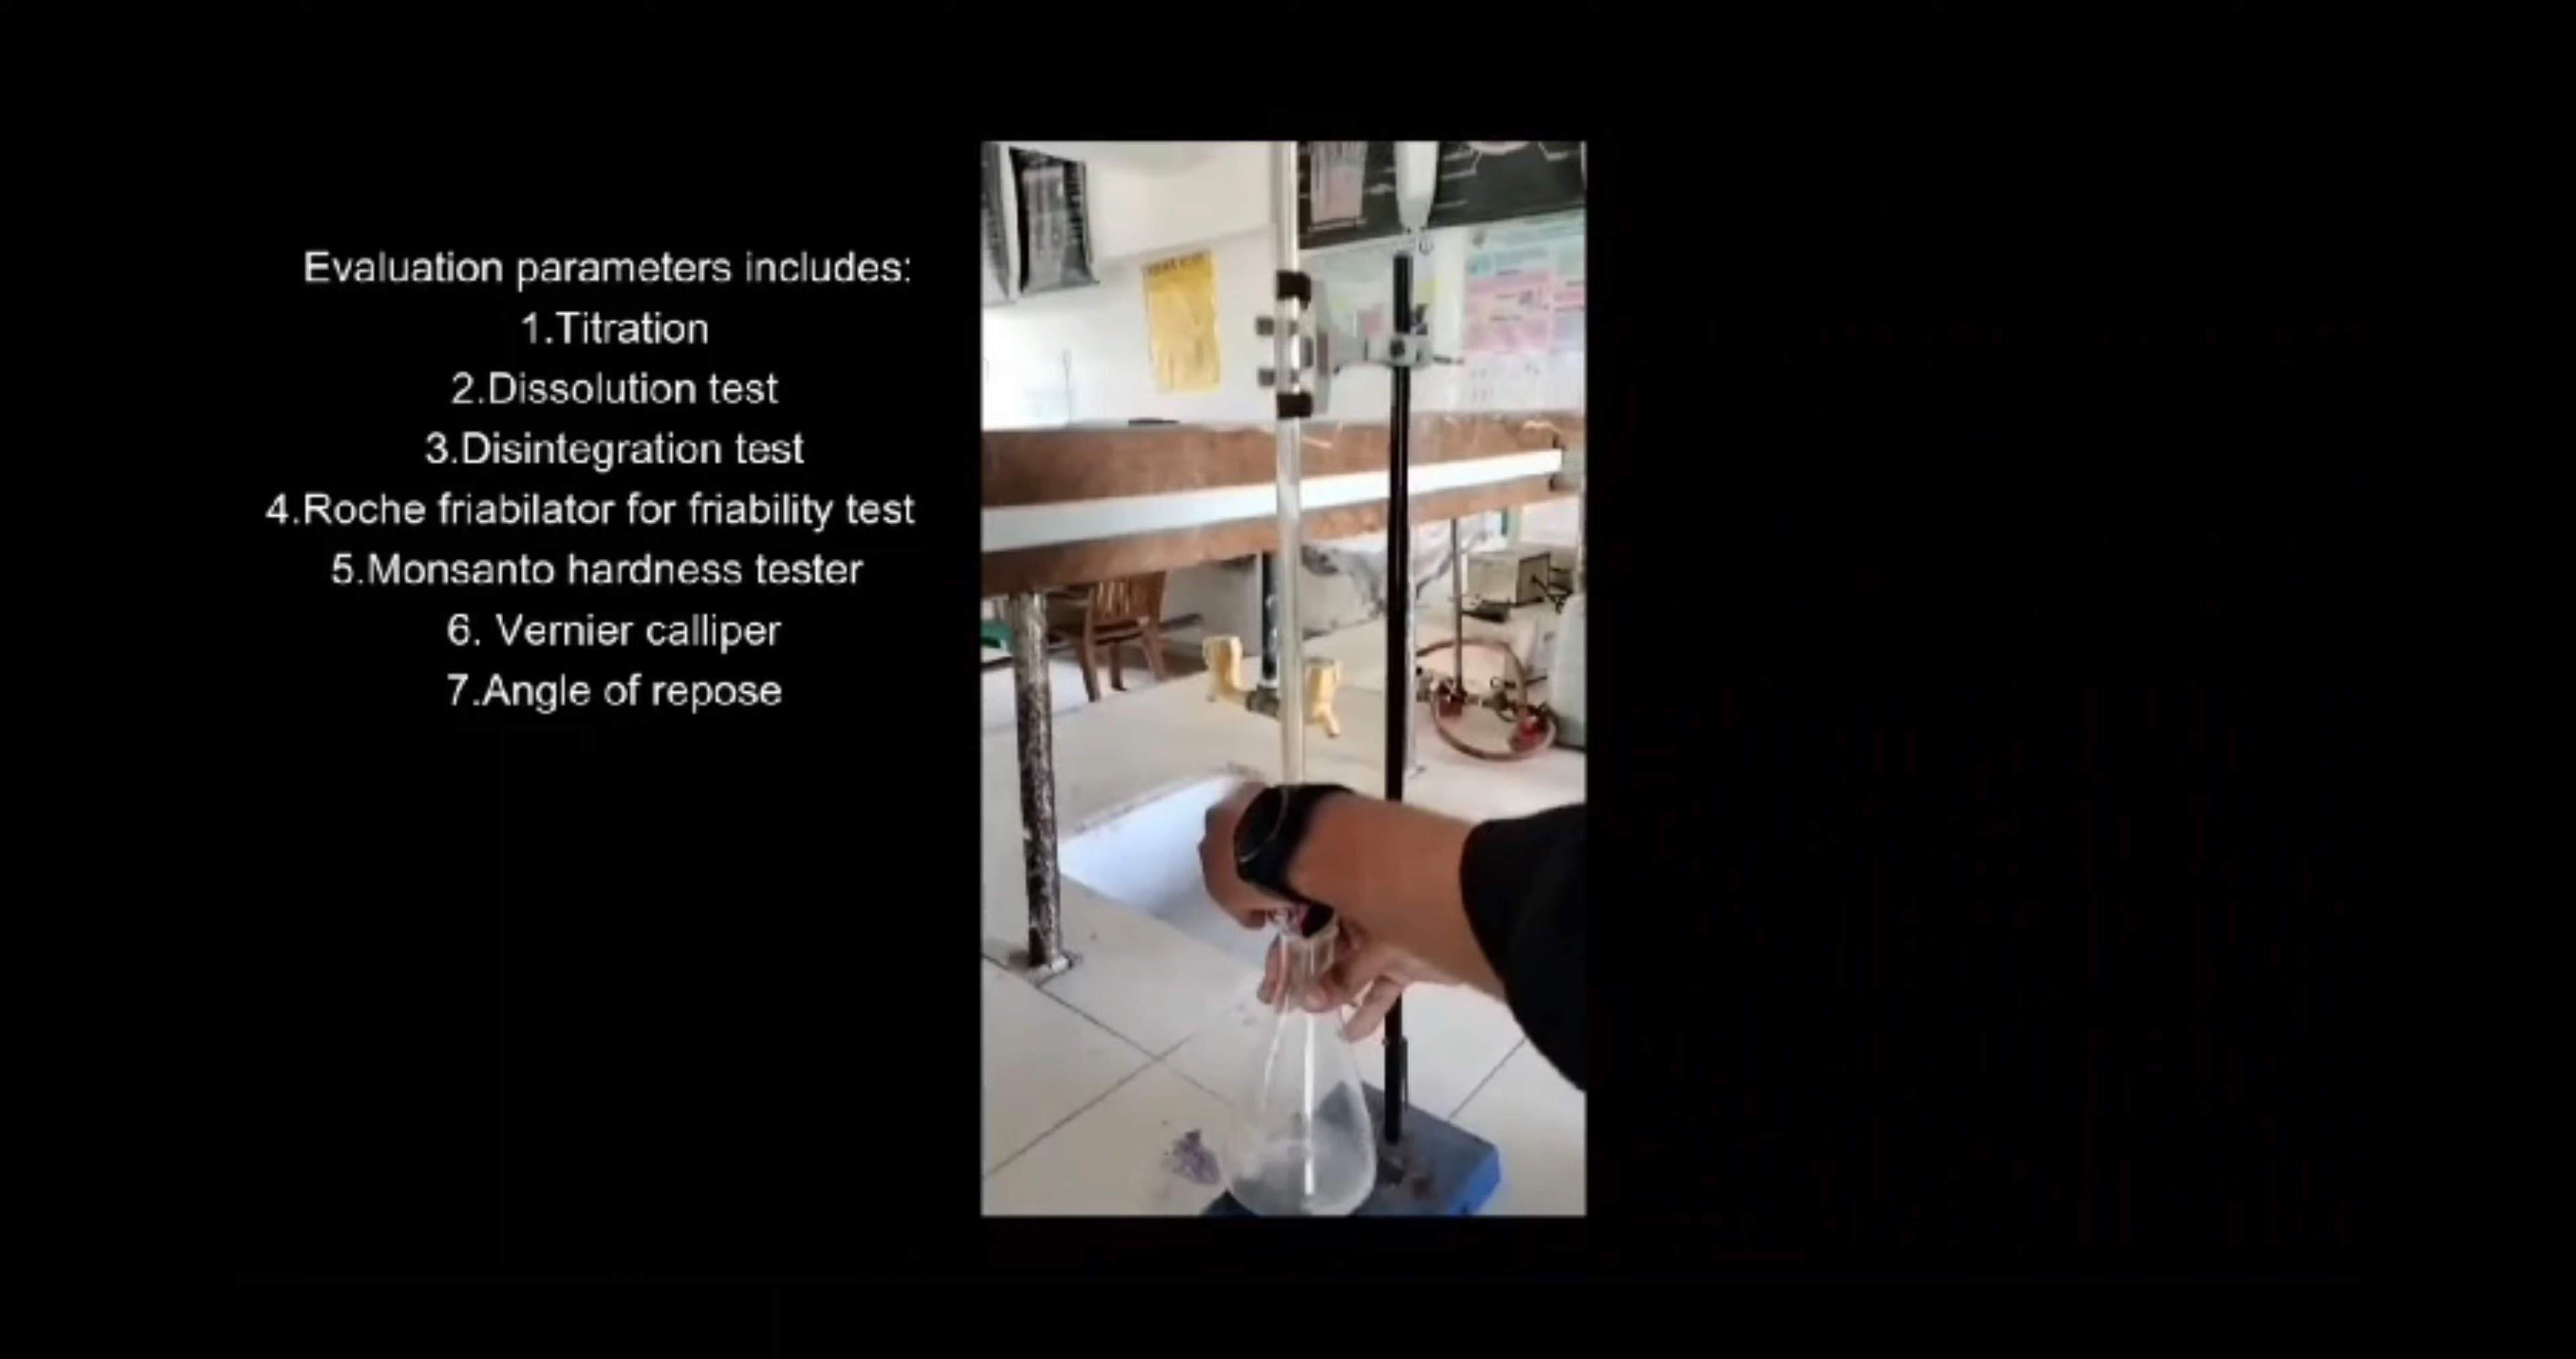 Evaluation parameters includes:
1.Titration
2.Dissolution test
3.Disintegration test
4.Roche friabilator for friability test
5.Monsanto hardness tester
6. Vernier calliper
7.Angle of repose